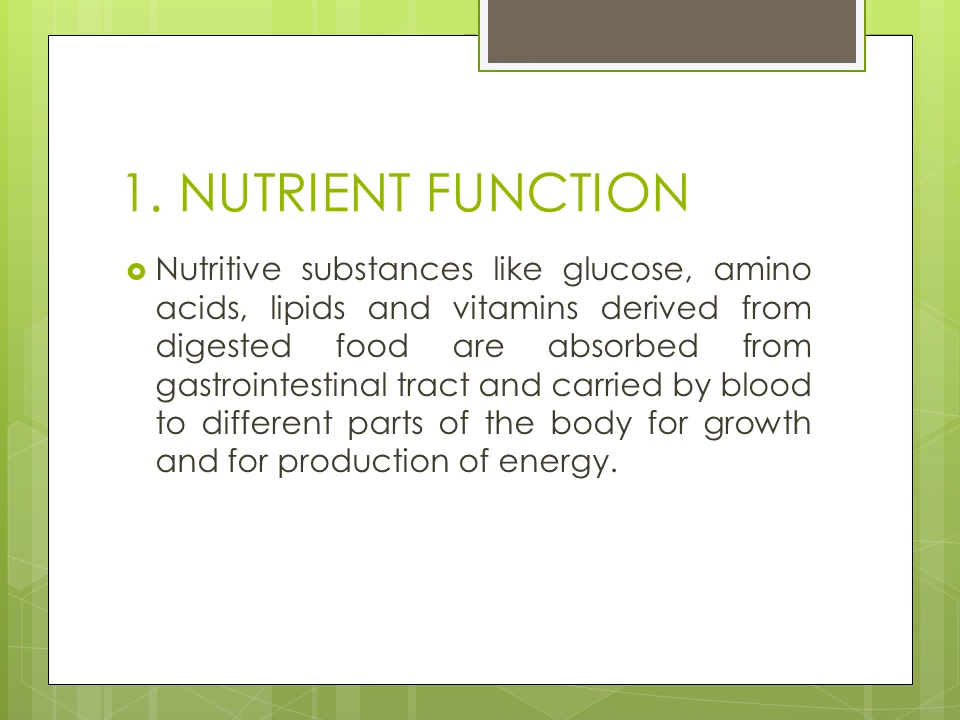 1. NUTRIENT FUNCTION
Nutritive substances like glucose, amino
acids, lipids and vitamins derived from
digested food are absorbed from
gastrointestinal tract and carried by blood
to different parts of the body for growth
and for production of energy.